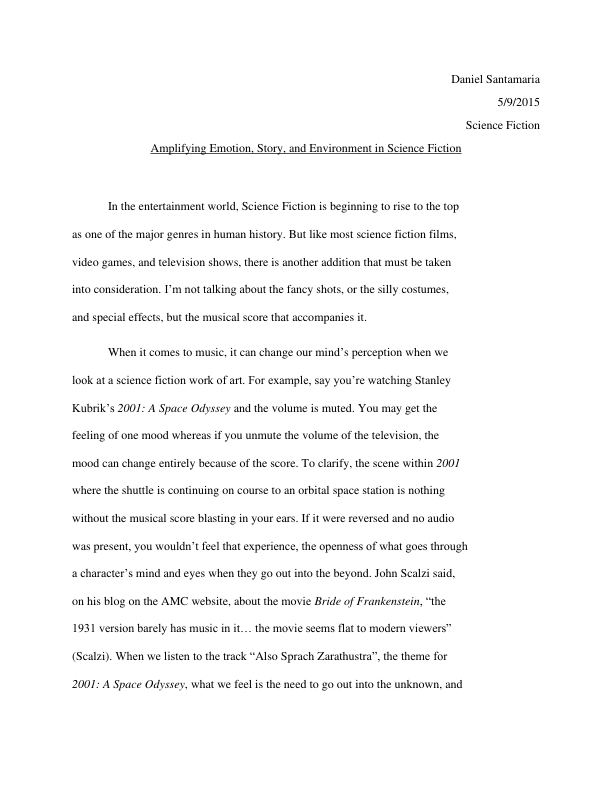 Daniel Santamaria
5/9/2015
Science Fiction
Amplifying Emotion, Story, and Environment in Science Fiction
In the entertainment world, Science Fiction is beginning to rise to the top
as one of the major genres in human history. But like most science fiction films,
video games, and television shows, there is another addition that must be taken
into consideration. I’m not talking about the fancy shots, or the silly costumes,
and special effects, but the musical score that accompanies it.
When it comes to music, it can change our mind’s perception when we
look at a science fiction work of art. For example, say you’re watching Stanley
Kubrik’s 2001: A Space Odyssey and the volume is muted. You may get the
feeling of one mood whereas if you unmute the volume of the television, the
mood can change entirely because of the score. To clarify, the scene within 2001
where the shuttle is continuing on course to an orbital space station is nothing
without the musical score blasting in your ears. If it were reversed and no audio
was present, you wouldn’t feel that experience, the openness of what goes through
a character’s mind and eyes when they go out into the beyond. John Scalzi said,
on his blog on the AMC website, about the movie Bride of Frankenstein, “the
1931 version barely has music in it… the movie seems flat to modern viewers”
(Scalzi). When we listen to the track “Also Sprach Zarathustra”, the theme for
2001: A Space Odyssey, what we feel is the need to go out into the unknown, and